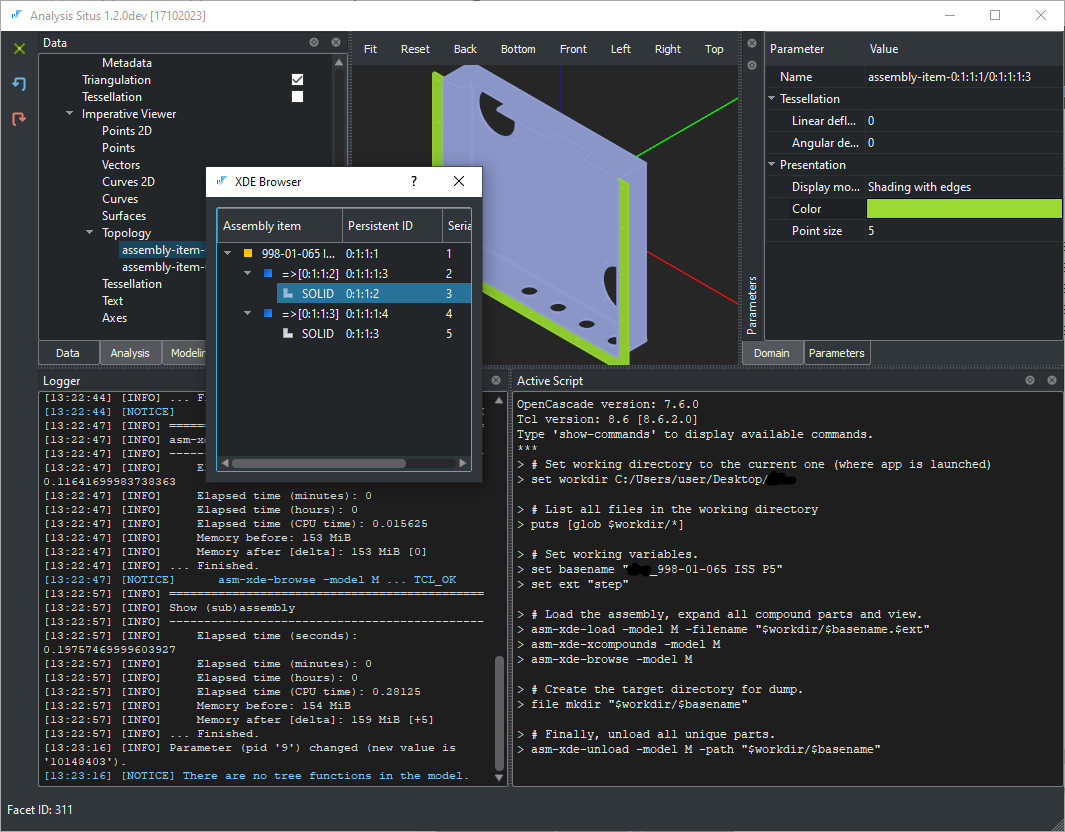 Analysis Situs 1.2.0dev [17102023]
Data
Metadata
Triangulation
Tessellation
Imperative Viewer
Points 2D
Points
Vectors
Curves 2D
Curves
Surfaces
Topology
assembly-item-
assembly-item-
Tessellation
Text
Axes
Data Analysis Modelin
Fit Reset Back Bottom Front Left Right Top
Parameters
Parameter Value
Name assembly-item-0:1:1:1/0:1:1:1:3
Tessellation
Linear defl... 0
Angular de... 0
Presentation
Display mo... Shading with edges
Color
Point size 5
Domain Parameters
XDE Browser ?
Assembly item Persistent ID Seria
998-01-065 I... 0:1:1:1 1
=>[0:1:1:2] 0:1:1:1:3 2
SOLID 0:1:1:2 3
=>[0:1:1:3] 0:1:1:1:4 4
SOLID 0:1:1:3 5
Logger
[13:22:44] [INFO] ... F
[13:22:44] [NOTICE]
[13:22:47] [INFO] ====
[13:22:47] [INFO] asm-x
[13:22:47] [INFO] ----
[13:22:47] [INFO] E
0.11641699983738363
[13:22:47] [INFO] Elapsed time (minutes): 0
[13:22:47] [INFO] Elapsed time (hours): 0
[13:22:47] [INFO] Elapsed time (CPU time): 0.015625
[13:22:47] [INFO] Memory before: 153 MiB
[13:22:47] [INFO] Memory after [delta]: 153 MiB [0]
[13:22:47] [INFO] ... Finished.
[13:22:47] [NOTICE] asm-xde-browse -model M ... TCL_OK
[13:22:57] [INFO] =============================================
[13:22:57] [INFO] Show (sub)assembly
[13:22:57] [INFO] ---------------------------------------------
[13:22:57] [INFO] Elapsed time (seconds):
0.19757469999603927
[13:22:57] [INFO] Elapsed time (minutes): 0
[13:22:57] [INFO] Elapsed time (hours): 0
[13:22:57] [INFO] Elapsed time (CPU time): 0.28125
[13:22:57] [INFO] Memory before: 154 MiB
[13:22:57] [INFO] Memory after [delta]: 159 MiB [+5]
[13:22:57] [INFO] ... Finished.
[13:23:16] [INFO] Parameter (pid '9') changed (new value is
'10148403').
[13:23:16] [NOTICE] There are no tree functions in the model.
Active Script
OpenCascade version: 7.6.0
Tcl version: 8.6 [8.6.2.0]
Type 'show-commands' to display available commands.
***
> # Set working directory to the current one (where app is launched)
> set workdir C:/Users/user/Desktop/
> # List all files in the working directory
> puts [glob $workdir/*]
> # Set working variables.
> set basename "_998-01-065 ISS P5"
> set ext "step"
> # Load the assembly, expand all compound parts and view.
> asm-xde-load -model M -filename "$workdir/$basename.$ext"
> asm-xde-xcompounds -model M
> asm-xde-browse -model M
> # Create the target directory for dump.
> file mkdir "$workdir/$basename"
> # Finally, unload all unique parts.
> asm-xde-unload -model M -path "$workdir/$basename"
Facet ID: 311